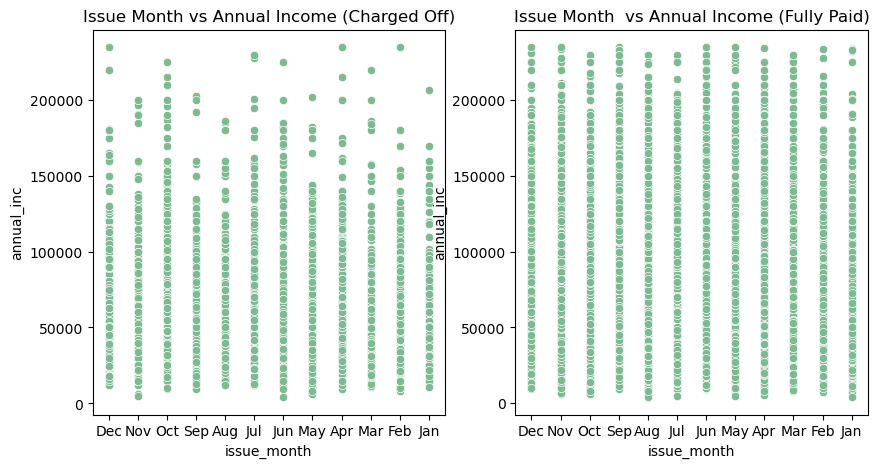 Issue Month vs Annual Income (Charged Off)
200000
150000
100000
50000
0
annual_inc
Dec Nov Oct Sep Aug Jul Jun May Apr Mar Feb Jan
issue_month
Issue Month  vs Annual Income (Fully Paid)
200000
150000
100000
50000
0
annual_inc
Dec Nov Oct Sep Aug Jul Jun May Apr Mar Feb Jan
issue_month